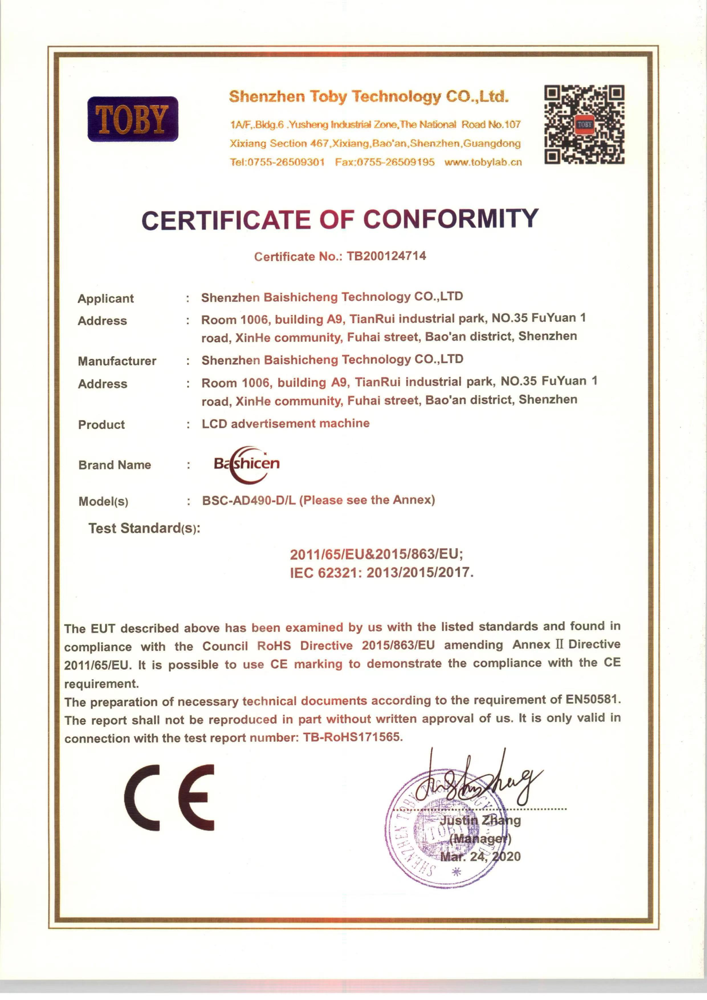 TOBY
Shenzhen Toby Technology CO.,Ltd.
1A/F,.Bldg.6 .Yusheng Industrial Zone,The National Road No.107
Xixiang Section 467,Xixiang,Bao'an,Shenzhen,Guangdong
Tel:0755-26509301 Fax:0755-26509195 www.tobylab.cn
TOBY
CERTIFICATE OF CONFORMITY
Certificate No.: TB200124714
Applicant : Shenzhen Baishicheng Technology CO.,LTD
Address : Room 1006, building A9, TianRui industrial park, NO.35 FuYuan 1
road, XinHe community, Fuhai street, Bao'an district, Shenzhen
Manufacturer : Shenzhen Baishicheng Technology CO.,LTD
Address : Room 1006, building A9, TianRui industrial park, NO.35 FuYuan 1
road, XinHe community, Fuhai street, Bao'an district, Shenzhen
Product : LCD advertisement machine
Brand Name : Baishicen
Model(s) : BSC-AD490-D/L (Please see the Annex)
Test Standard(s):
2011/65/EU&2015/863/EU;
IEC 62321: 2013/2015/2017.
The EUT described above has been examined by us with the listed standards and found in
compliance with the Council RoHS Directive 2015/863/EU amending Annex II Directive
2011/65/EU. It is possible to use CE marking to demonstrate the compliance with the CE
requirement.
The preparation of necessary technical documents according to the requirement of EN50581.
The report shall not be reproduced in part without written approval of us. It is only valid in
connection with the test report number: TB-RoHS171565.
CE
SHENZHEN TOBY TECHNOLOGY CO.,LTD
TOBY
Justin Zhang
Justin Zhang
(Manager)
Mar. 24, 2020